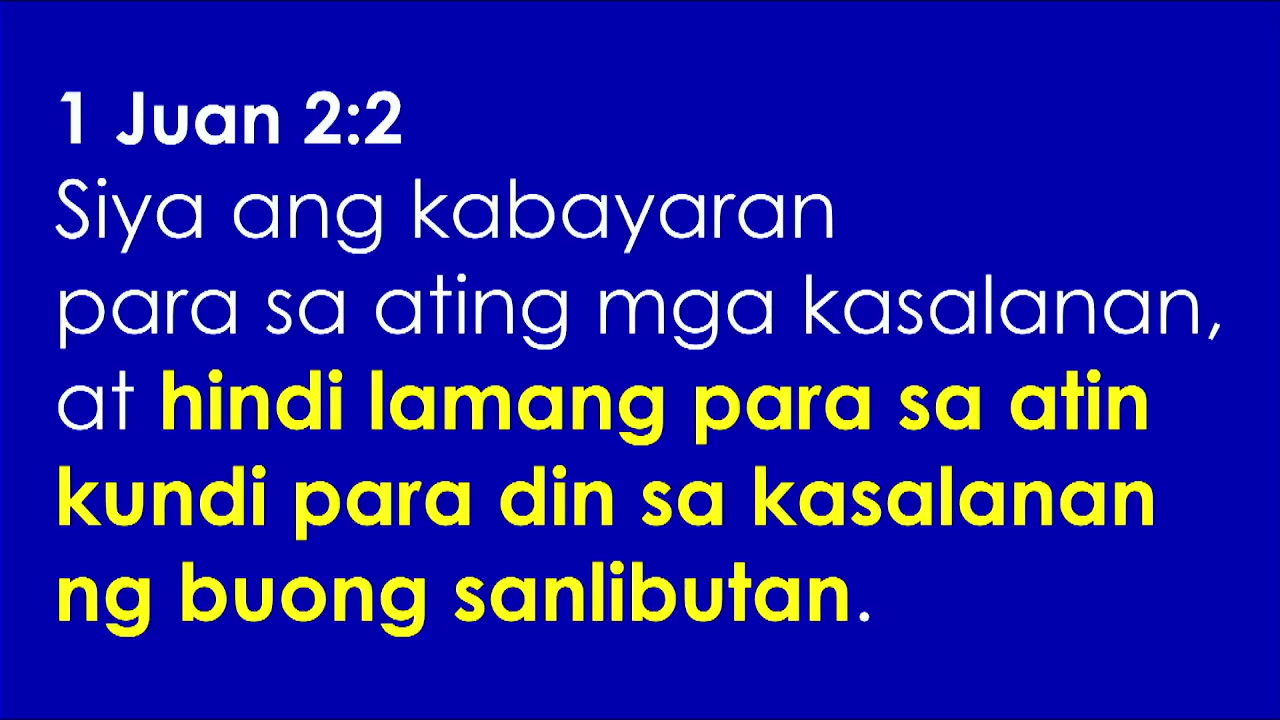 1 Juan 2:2
Siya ang kabayaran
para sa ating mga kasalanan,
at hindi lamang para sa atin
kundi para din sa kasalanan
ng buong sanlibutan.